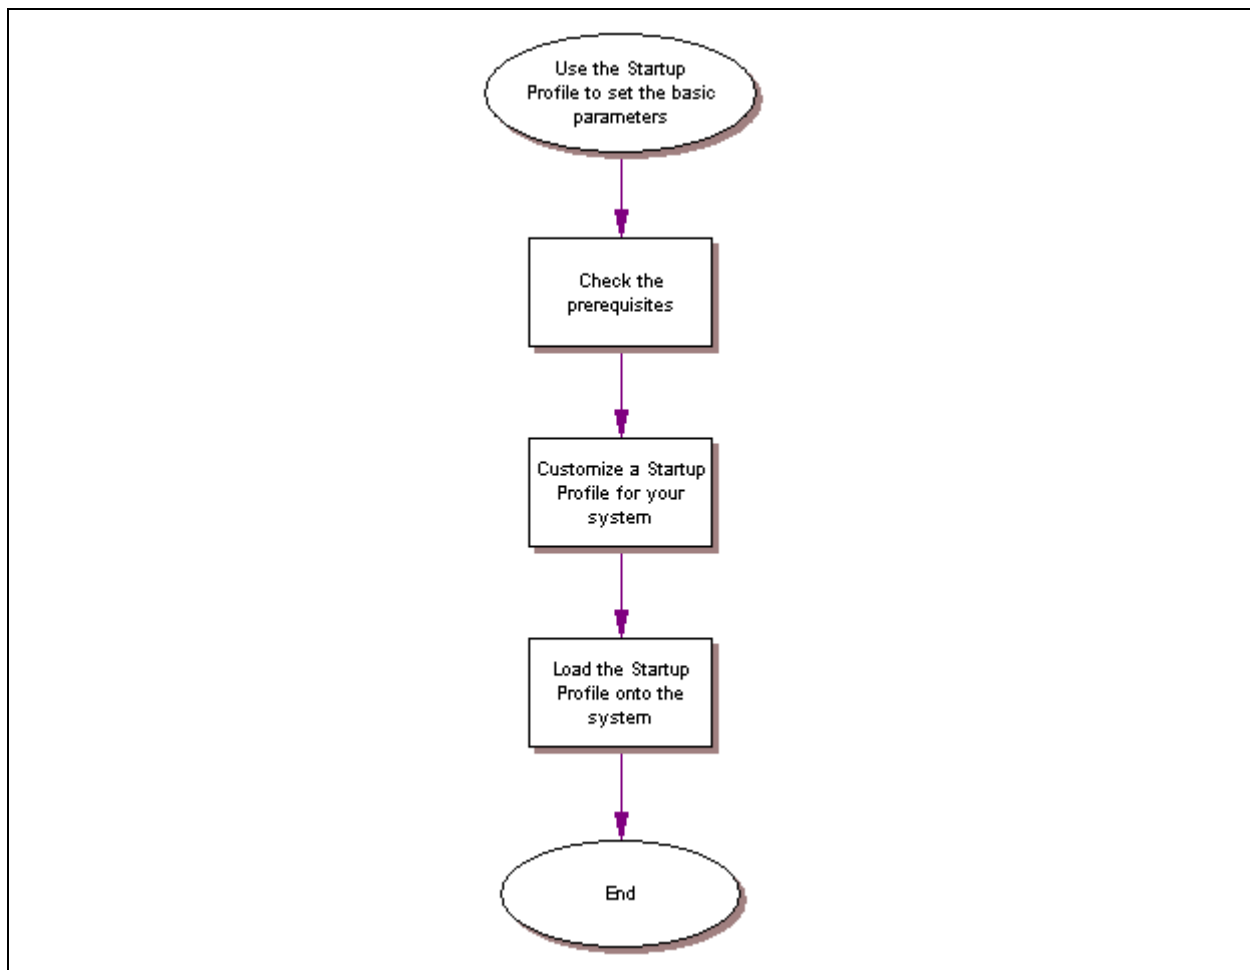 Use the Startup
Profile to set the basic
parameters
Check the
prerequisites
Customize a Startup
Profile for your
system
Load the Startup
Profile onto the
system
End